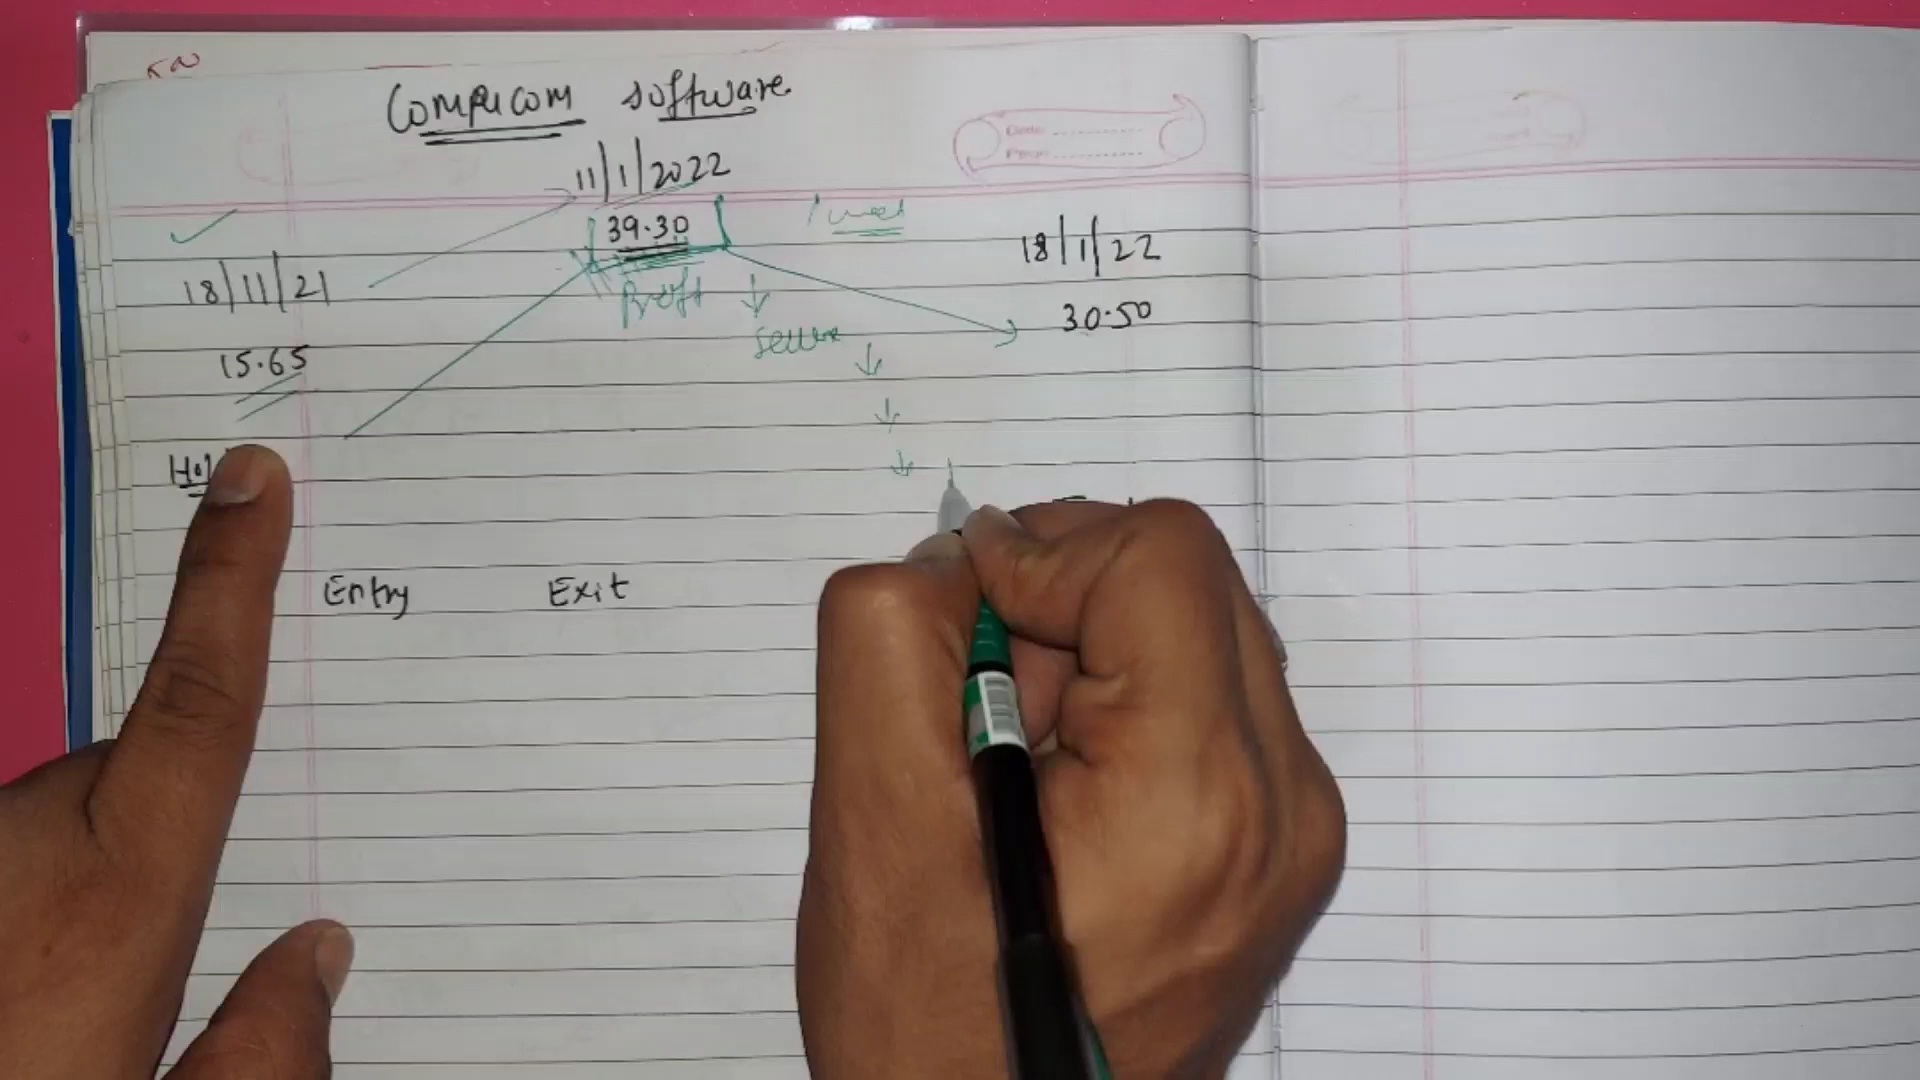 Compucom software
11/1/2022
39.30
1 week
18/11/21
18/1/22
Profit
30.50
15.65
Entry Exit